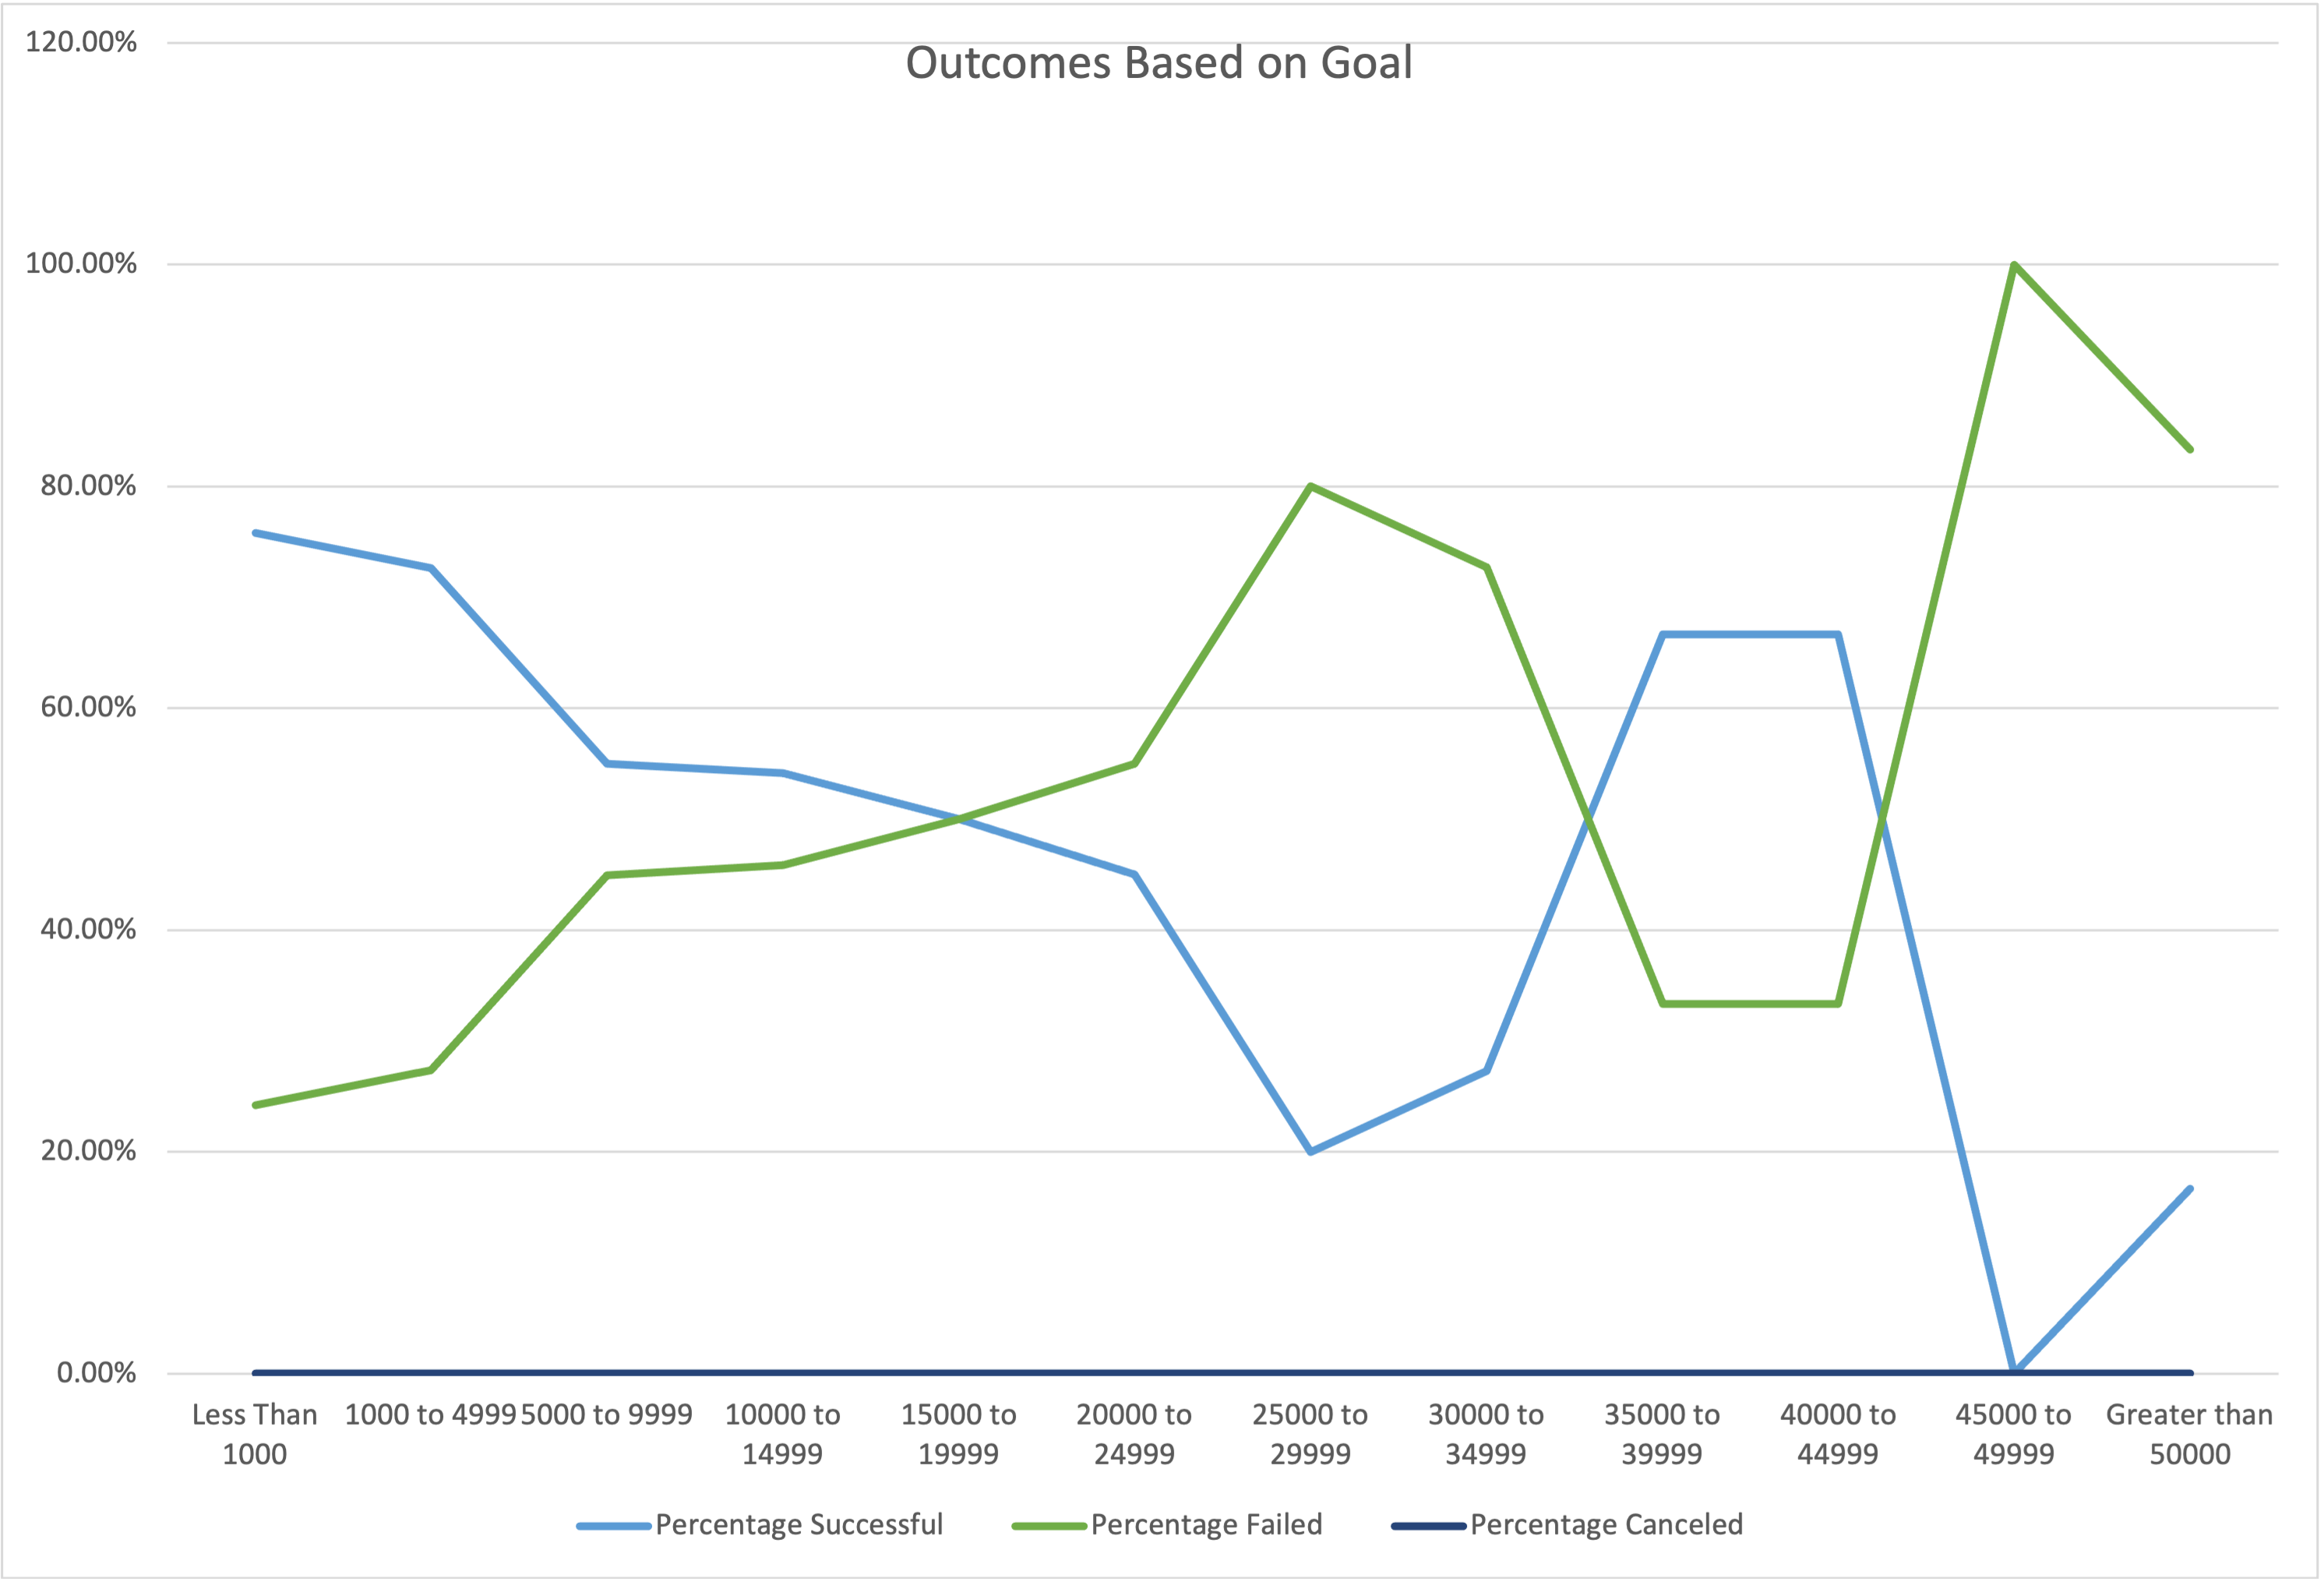 Outcomes Based on Goal
120.00%
100.00%
80.00%
60.00%
40.00%
20.00%
0.00%
Less Than
1000
1000 to 4999
5000 to 9999
10000 to
14999
15000 to
19999
20000 to
24999
25000 to
29999
30000 to
34999
35000 to
39999
40000 to
44999
45000 to
49999
Greater than
50000
Percentage Successful
Percentage Failed
Percentage Canceled